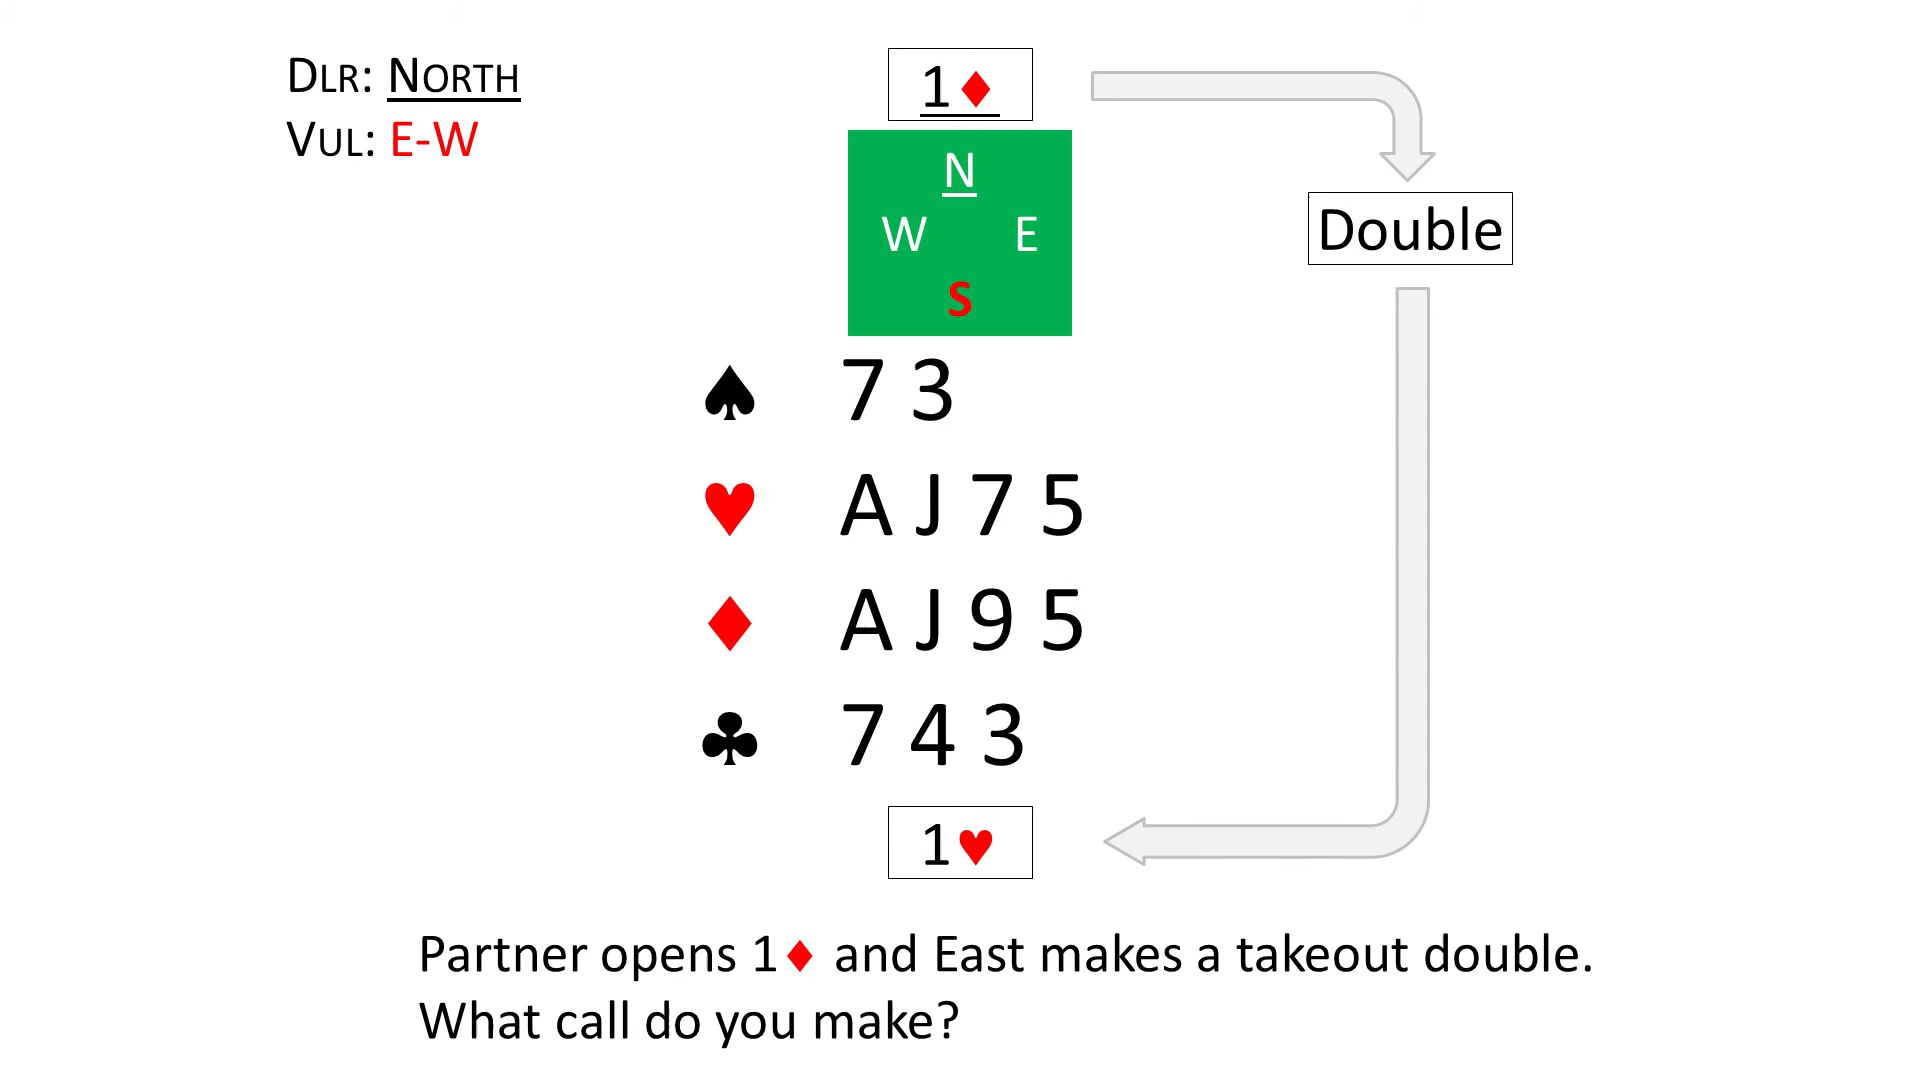 DLR: NORTH
VUL: E-W
1♦
N
W E
S
Double
♠ 7 3
♥ A J 7 5
♦ A J 9 5
♣ 7 4 3
1♥
Partner opens 1♦ and East makes a takeout double.
What call do you make?